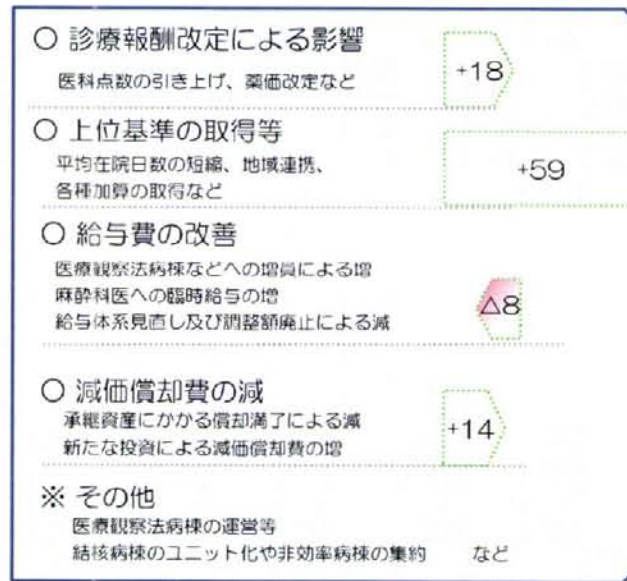 ○ 診療報酬改定による影響
医科点数の引き上げ、薬価改定など
+18
○ 上位基準の取得等
平均在院日数の短縮、地域連携、
各種加算の取得など
+59
○ 給与費の改善
医療観察法病棟などへの増員による増
麻酔科医への臨時給与の増
給与体系見直し及び調整額廃止による減
△8
○ 減価償却費の減
承継資産にかかる償却満了による減
新たな投資による減価償却費の増
+14
※ その他
医療観察法病棟の運営等
結核病棟のユニット化や非効率病棟の集約 など